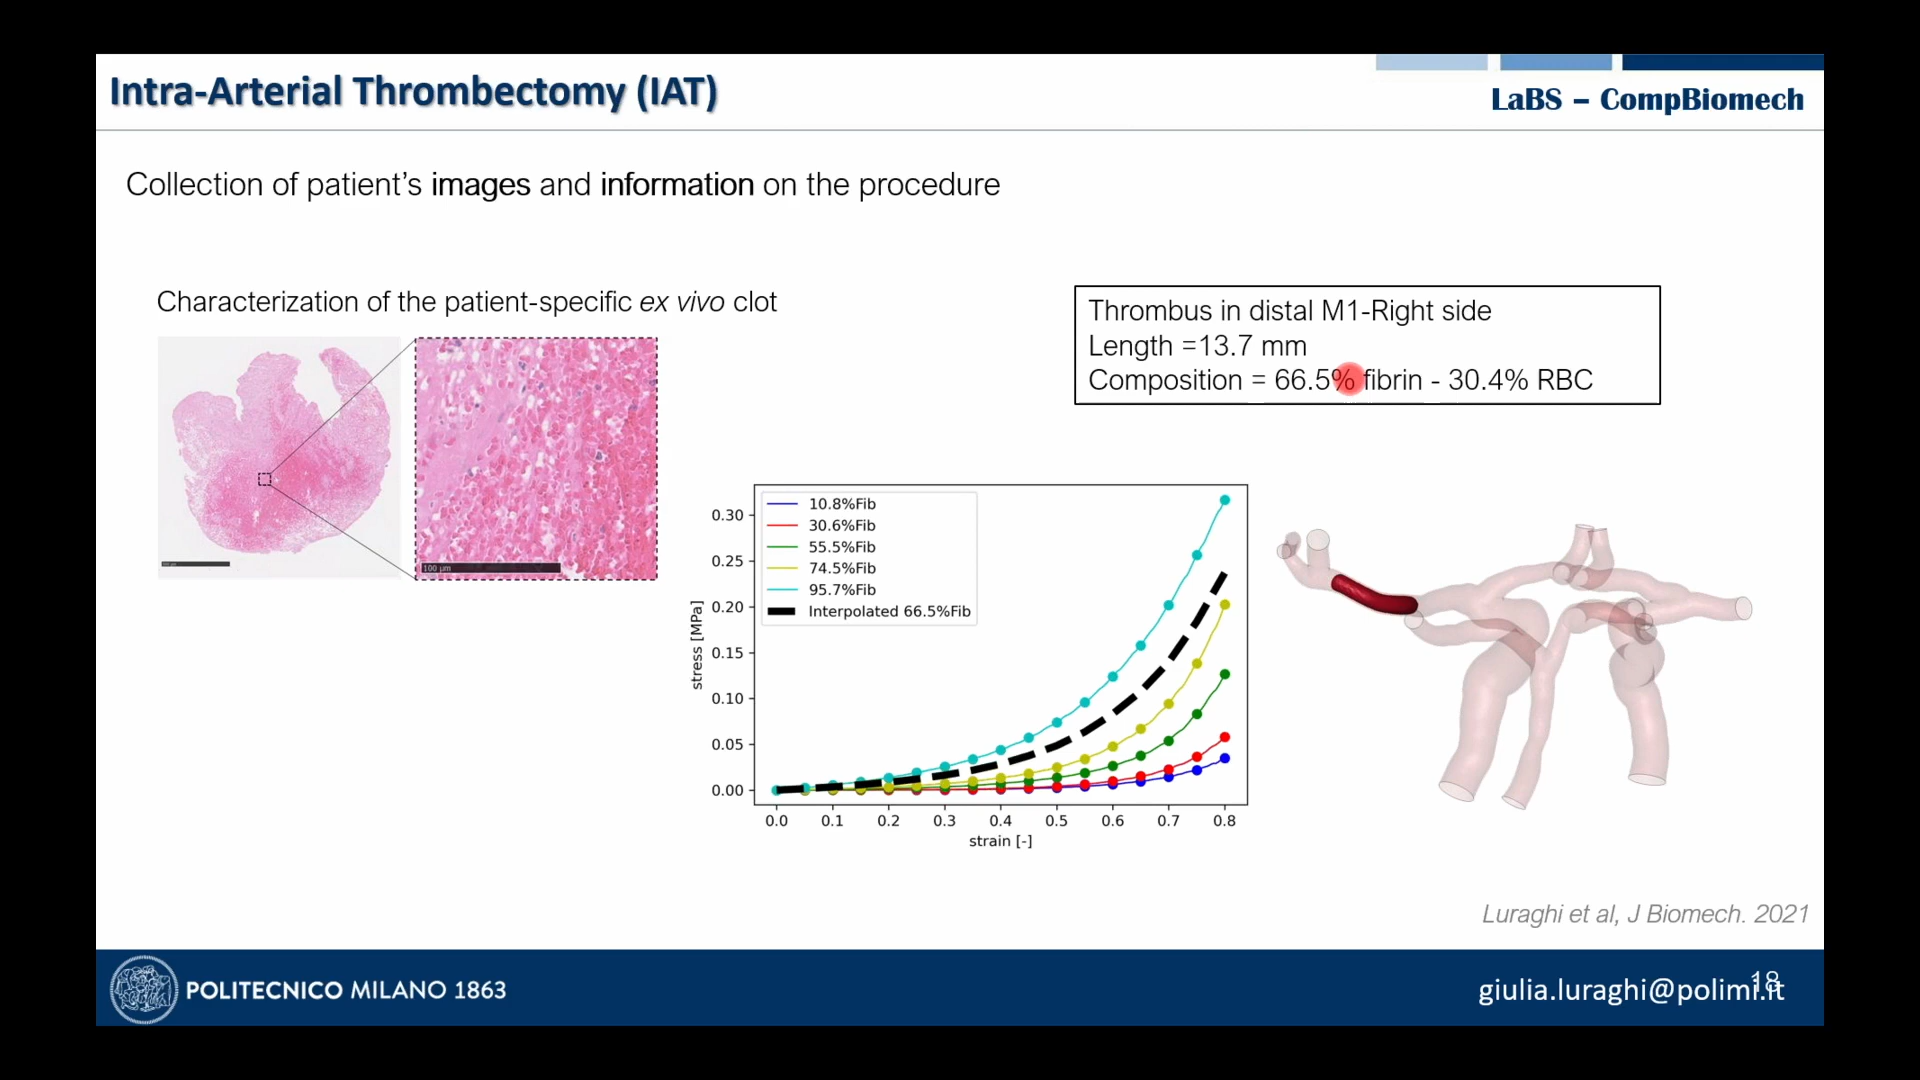 Intra-Arterial Thrombectomy (IAT)
LaBS – CompBiomech
Collection of patient’s images and information on the procedure
Characterization of the patient-specific ex vivo clot
Thrombus in distal M1-Right side
Length =13.7 mm
Composition = 66.5% fibrin - 30.4% RBC
100 µm
10.8%Fib
30.6%Fib
55.5%Fib
74.5%Fib
95.7%Fib
Interpolated 66.5%Fib
stress [MPa]
0.30
0.25
0.20
0.15
0.10
0.05
0.00
0.0 0.1 0.2 0.3 0.4 0.5 0.6 0.7 0.8
strain [-]
Luraghi et al, J Biomech. 2021
POLITECNICO MILANO 1863
giulia.luraghi@polimi.it
18